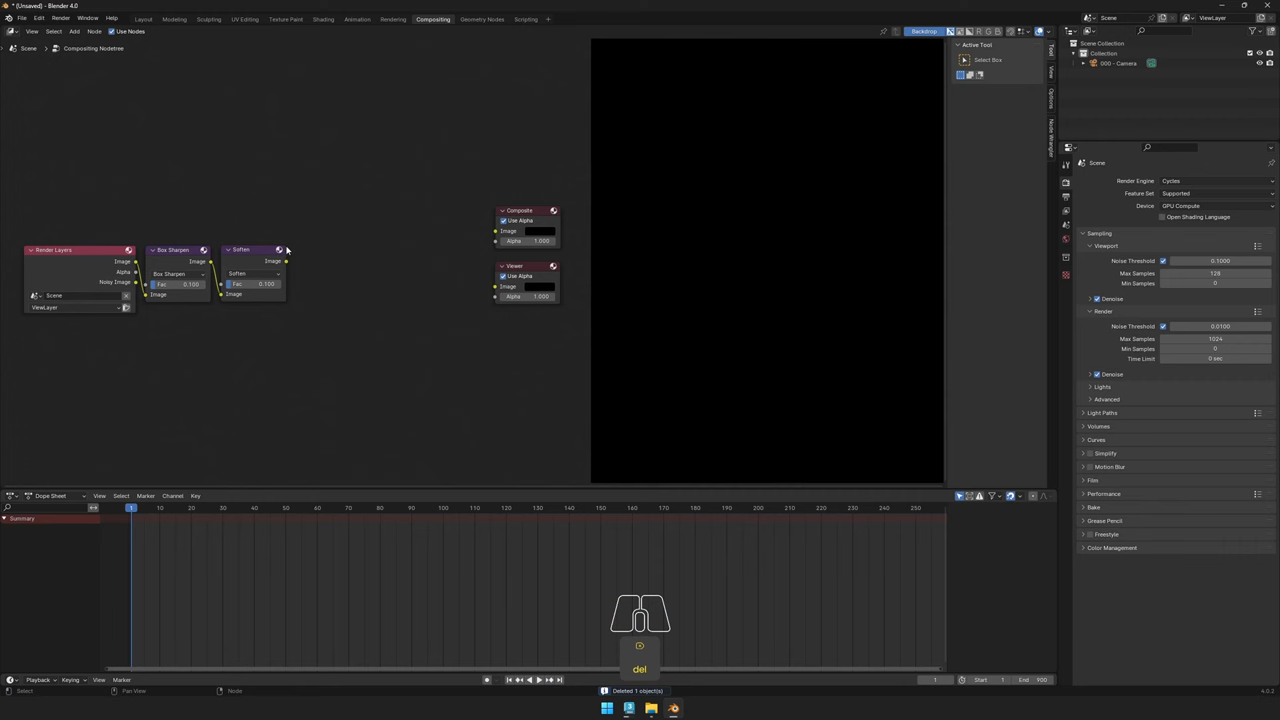 * (Unsaved) - Blender 4.0
File Edit Render Window Help Layout Modeling Sculpting UV Editing Texture Paint Shading Animation Rendering Compositing Geometry Nodes Scripting Scene ViewLayer
View Select Add Node Use Nodes Backdrop R G B
Scene > Compositing Nodetree
Active Tool
Select Box
Tool
View
Options
Node Wrangler
Scene Collection
Collection
000 - Camera
Render Layers
Image
Alpha
Noisy Image
Scene
ViewLayer
Box Sharpen
Image
Box Sharpen
Fac 0.100
Image
Soften
Image
Soften
Fac 0.100
Image
Composite
Use Alpha
Image
Alpha 1.000
Viewer
Use Alpha
Image
Alpha 1.000
Scene
Render Engine Cycles
Feature Set Supported
Device GPU Compute
Open Shading Language
Sampling
Viewport
Noise Threshold 0.1000
Max Samples 128
Min Samples 0
Denoise
Render
Noise Threshold 0.0100
Max Samples 1024
Min Samples 0
Time Limit 0 sec
Denoise
Lights
Advanced
Light Paths
Volumes
Curves
Simplify
Motion Blur
Film
Performance
Bake
Grease Pencil
Freestyle
Color Management
Dope Sheet View Select Marker Channel Key
1 10 20 30 40 50 60 70 80 90 100 110 120 130 140 150 160 170 180 190 200 210 220 230 240 250
Summary
del
Playback Keying View Marker 1 Start 1 End 900
Select Pan View Node Deleted 1 object(s) 4.0.2